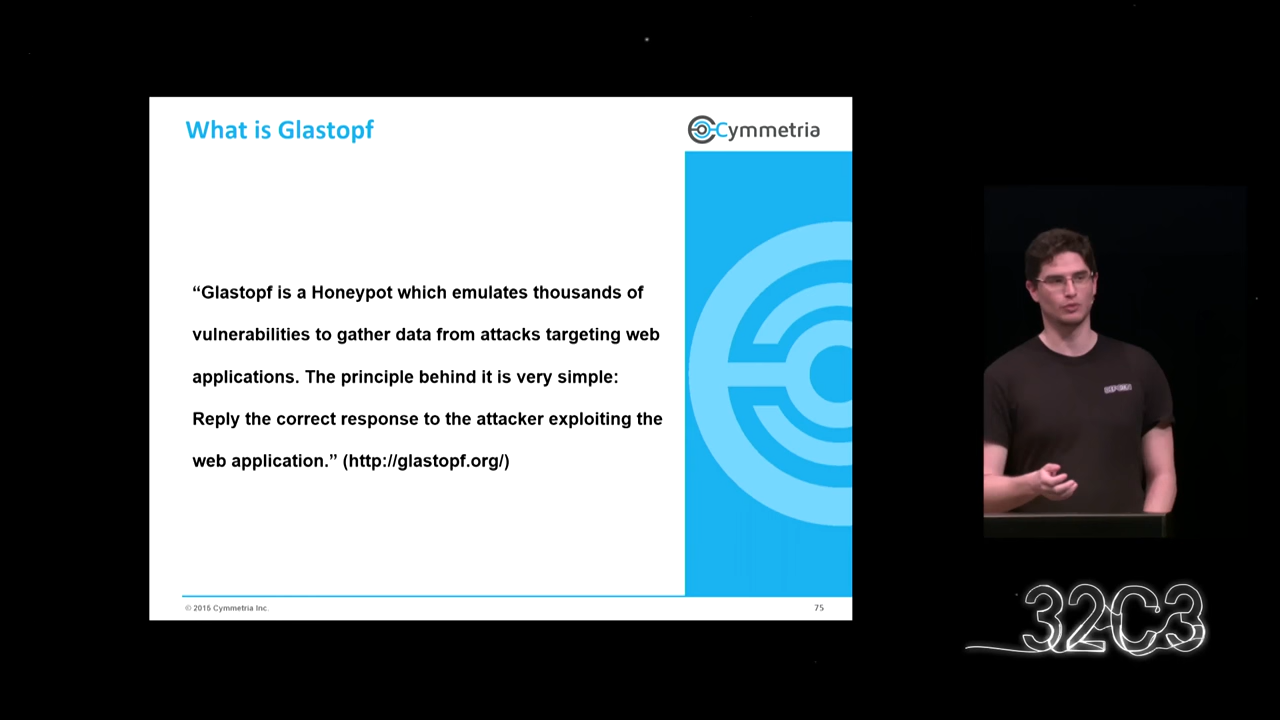 What is Glastopf
Cymmetria
“Glastopf is a Honeypot which emulates thousands of
vulnerabilities to gather data from attacks targeting web
applications. The principle behind it is very simple:
Reply the correct response to the attacker exploiting the
web application.” (http://glastopf.org/)
© 2015 Cymmetria Inc.
75
32C3